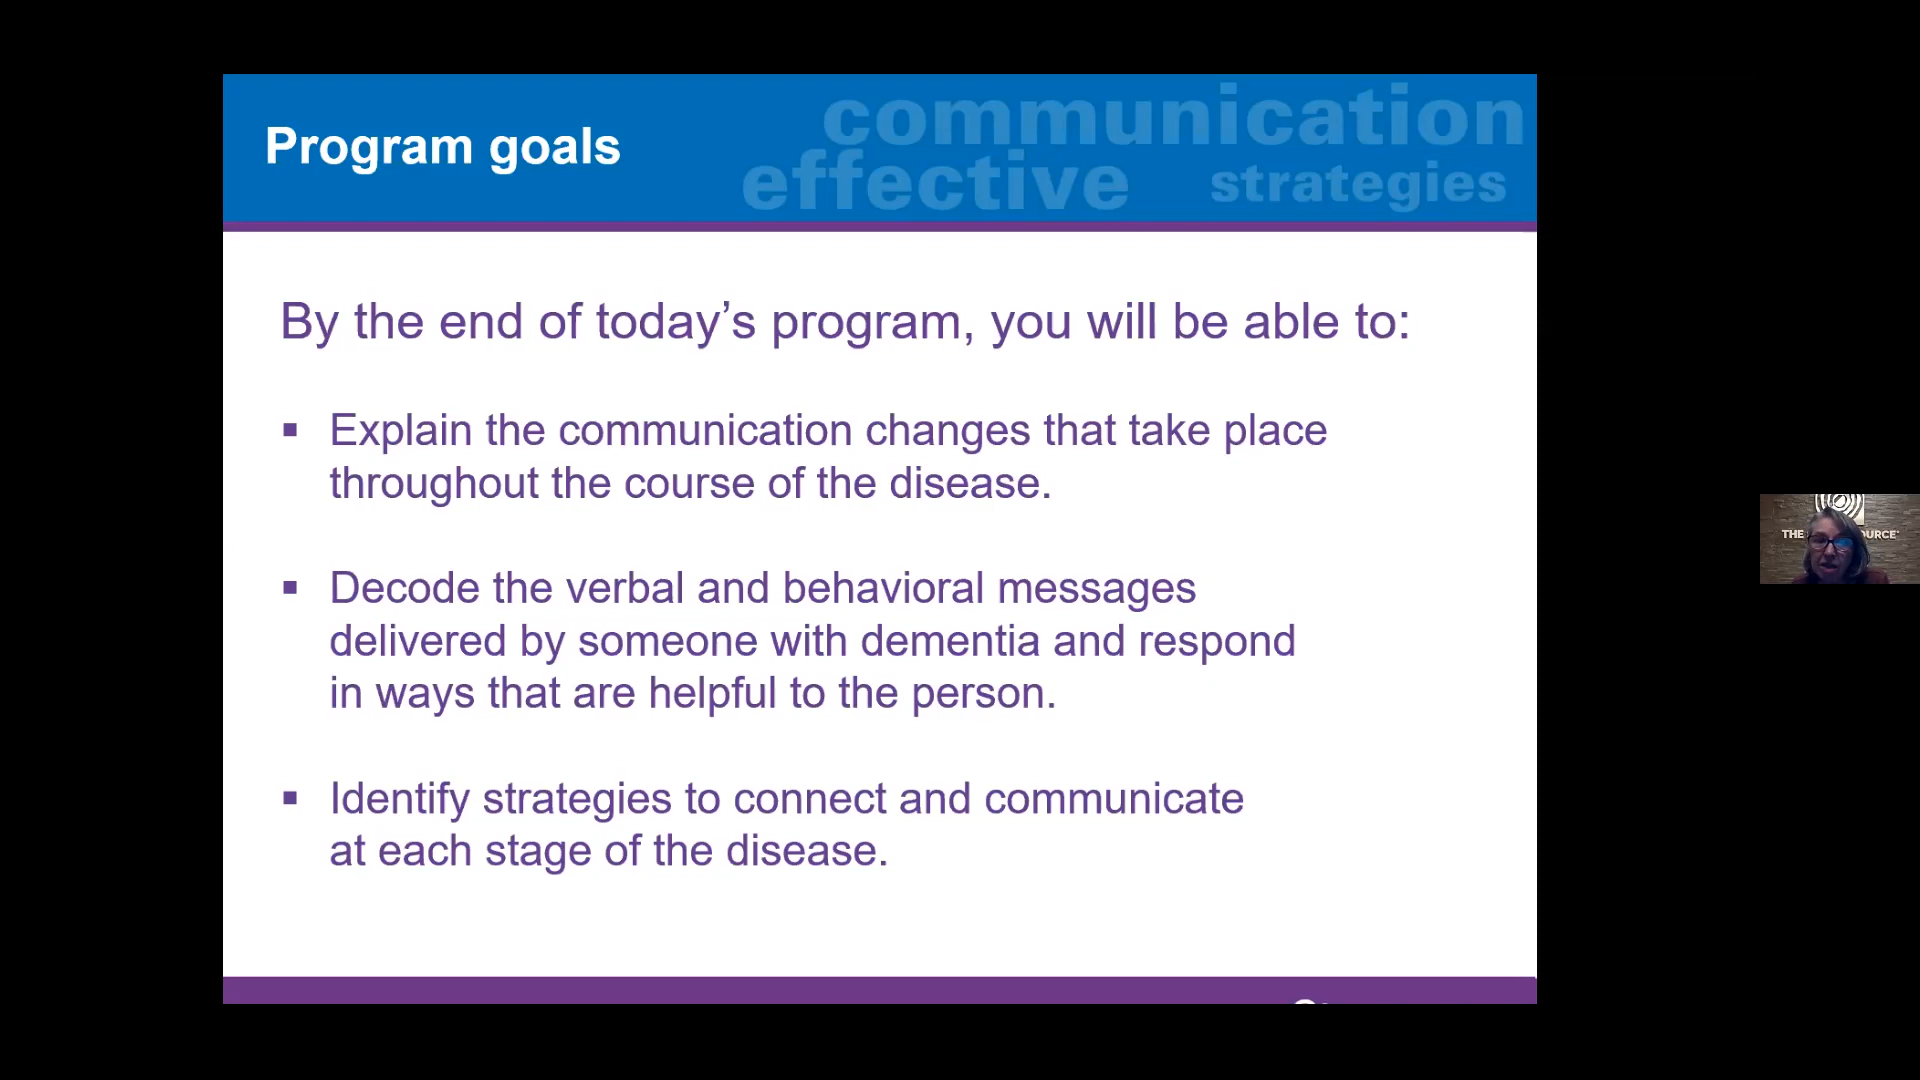 communication
Program goals
effective strategies
By the end of today’s program, you will be able to:
▪ Explain the communication changes that take place
throughout the course of the disease.
▪ Decode the verbal and behavioral messages
delivered by someone with dementia and respond
in ways that are helpful to the person.
▪ Identify strategies to connect and communicate
at each stage of the disease.
THE